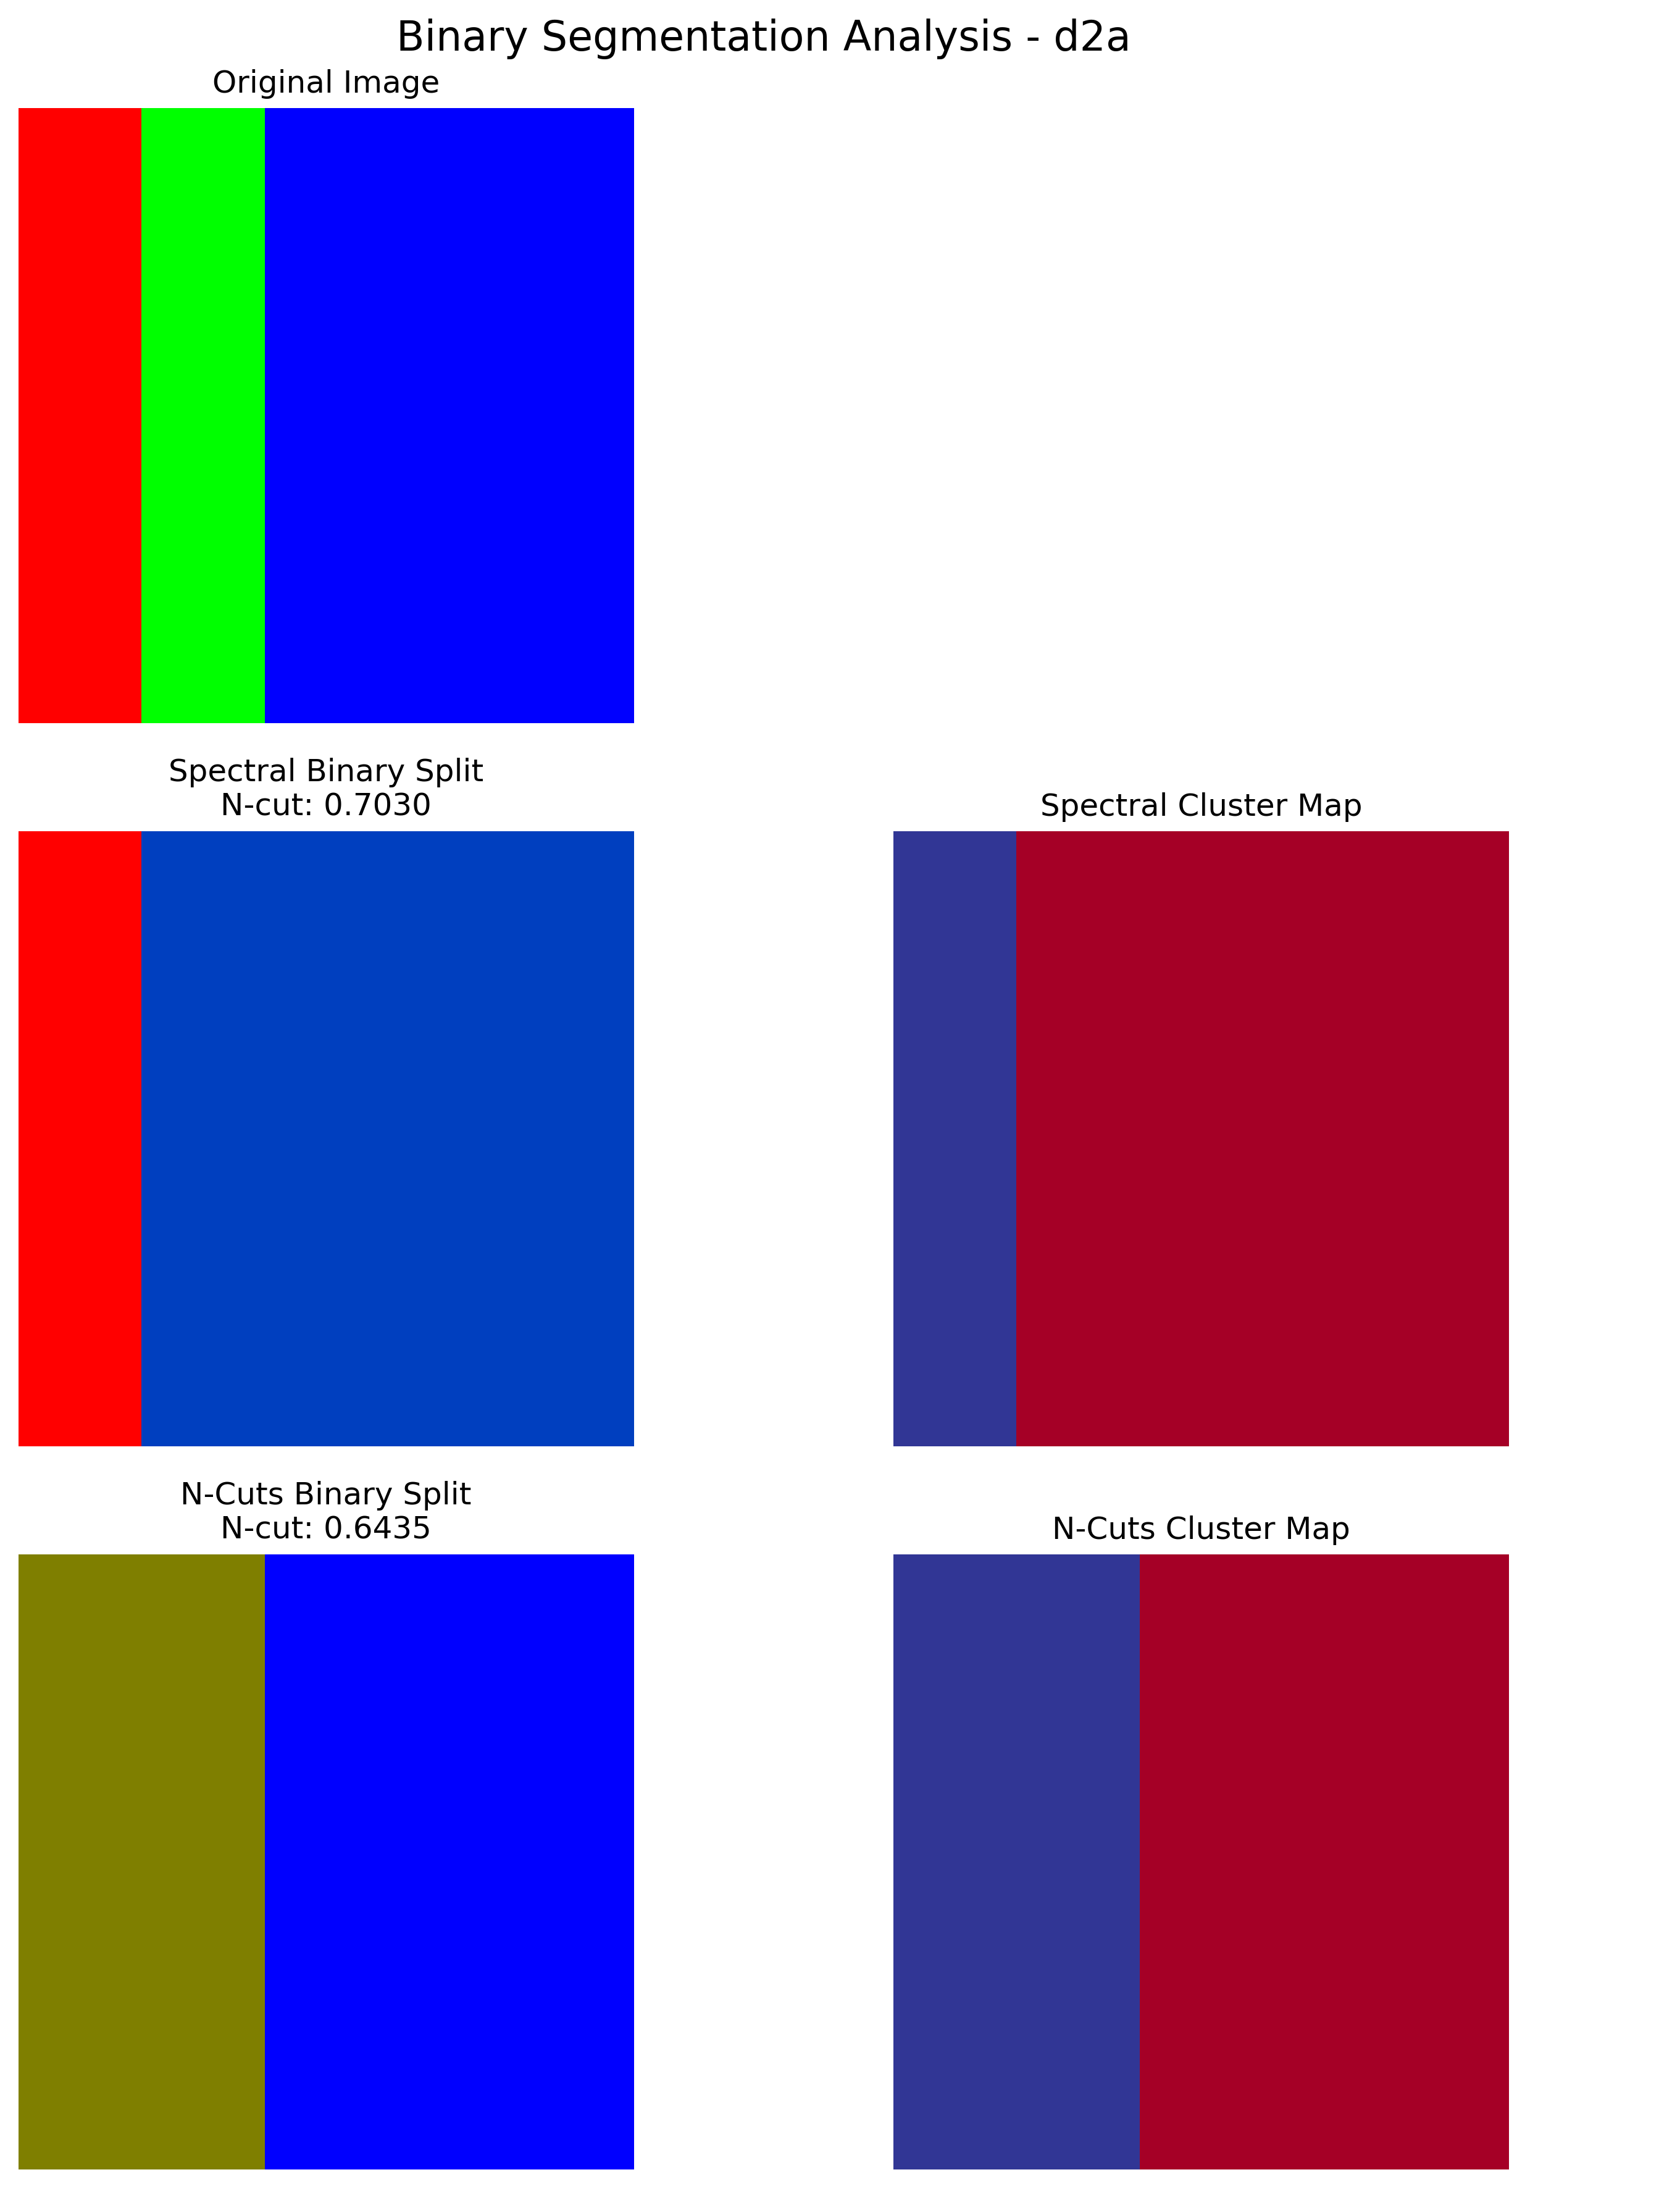 Binary Segmentation Analysis - d2a
Original Image
Spectral Binary Split
N-cut: 0.7030
Spectral Cluster Map
N-Cuts Binary Split
N-cut: 0.6435
N-Cuts Cluster Map